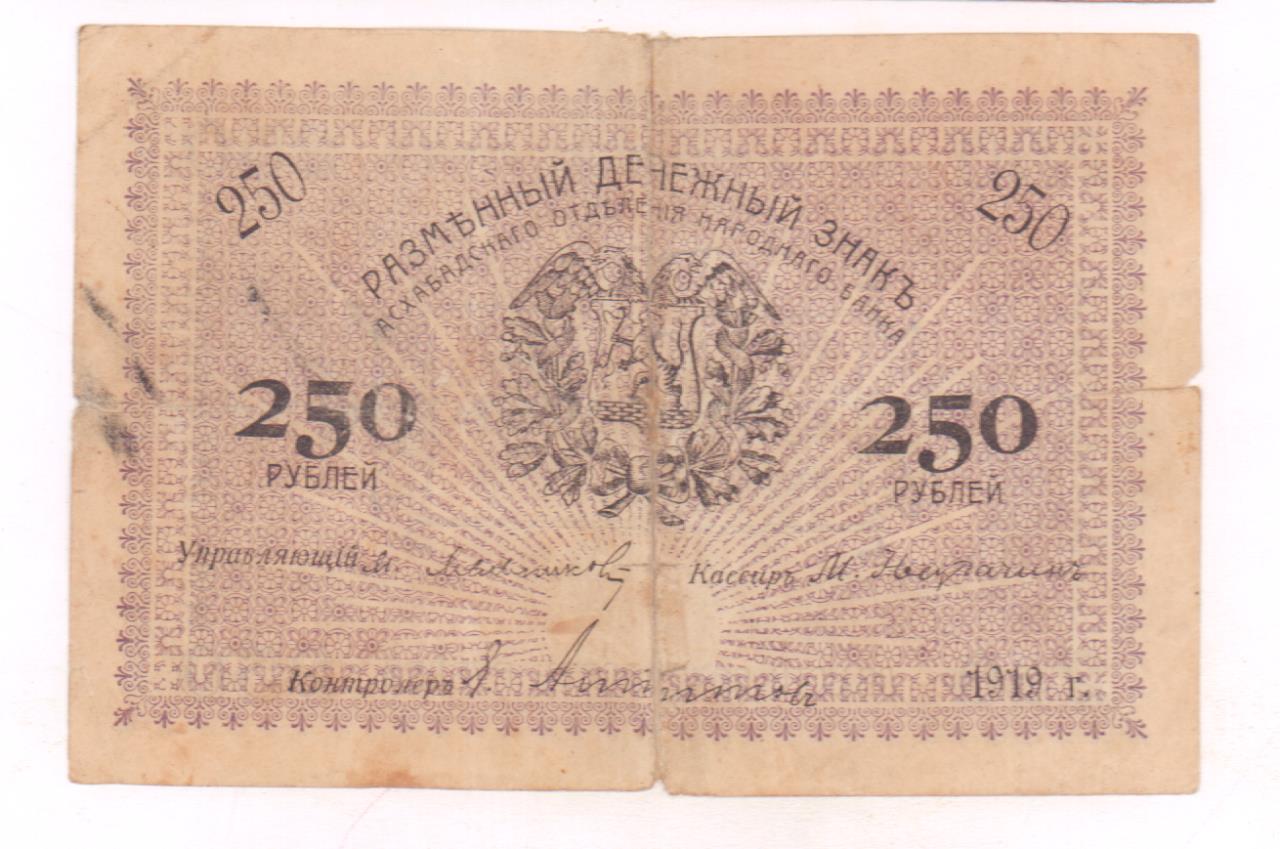 250
250
РАЗМѢННЫЙ ДЕНЕЖНЫЙ ЗНАКЪ
АСХАБАДСКАГО ОТДѢЛЕНІЯ НАРОДНАГО БАНКА
250
РУБЛЕЙ
250
РУБЛЕЙ
Управляющій М.
Кассиръ М.
Контролеръ
1919 г.